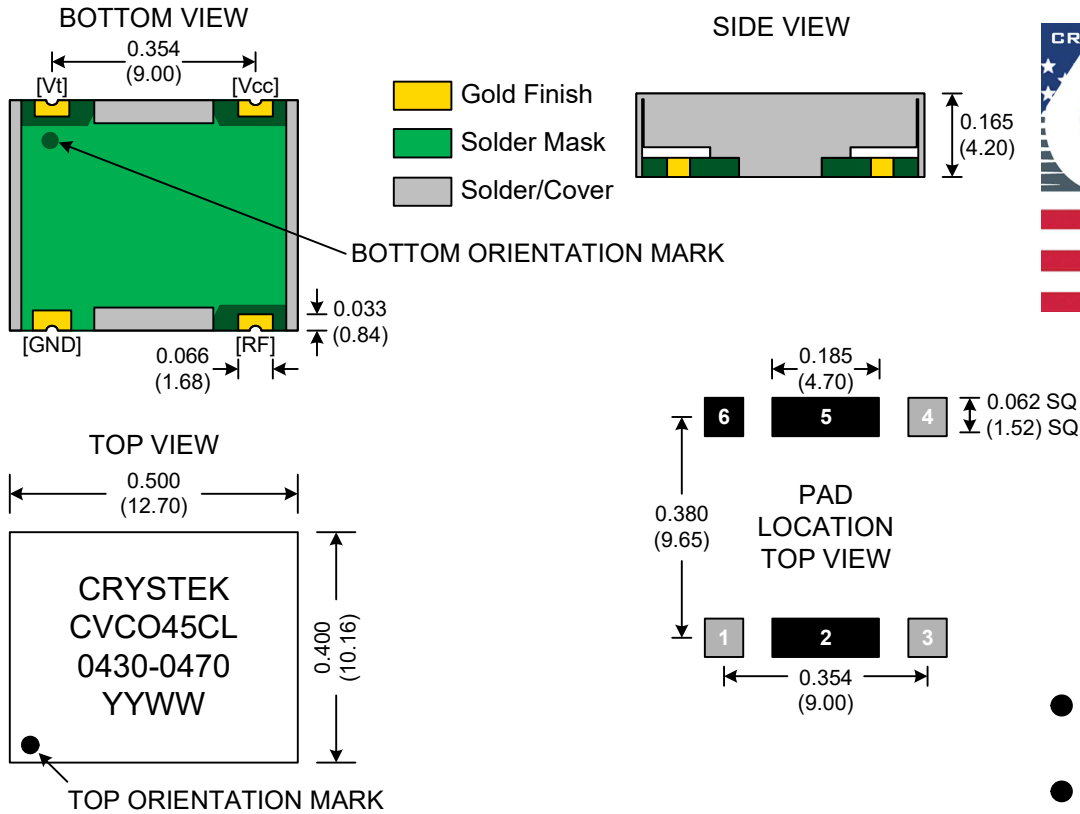 BOTTOM VIEW
0.354
(9.00)
[Vt]
[Vcc]
Gold Finish
Solder Mask
Solder/Cover
BOTTOM ORIENTATION MARK
[GND]
[RF]
0.033
(0.84)
0.066
(1.68)
SIDE VIEW
0.165
(4.20)
CR
TOP VIEW
0.500
(12.70)
CRYSTEK
CVCO45CL
0430-0470
YYWW
0.400
(10.16)
TOP ORIENTATION MARK
0.185
(4.70)
6
5
4
0.062 SQ
(1.52) SQ
0.380
(9.65)
PAD
LOCATION
TOP VIEW
1
2
3
0.354
(9.00)